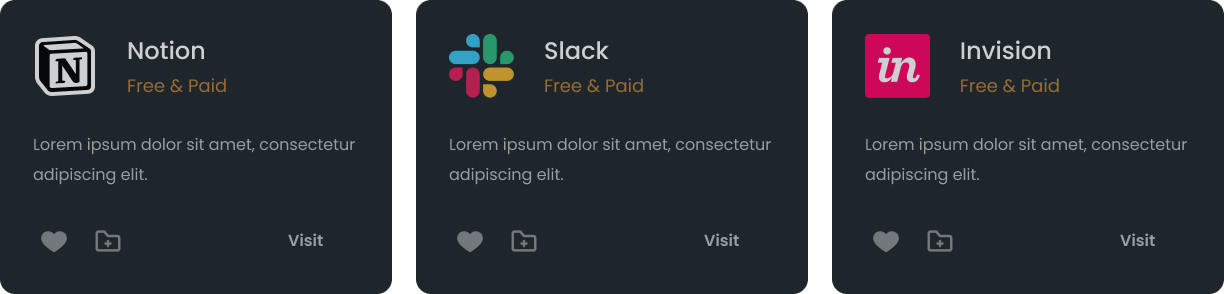 Notion
Free & Paid
Lorem ipsum dolor sit amet, consectetur
adipiscing elit.
Visit
Slack
Free & Paid
Lorem ipsum dolor sit amet, consectetur
adipiscing elit.
Visit
in
Invision
Free & Paid
Lorem ipsum dolor sit amet, consectetur
adipiscing elit.
Visit